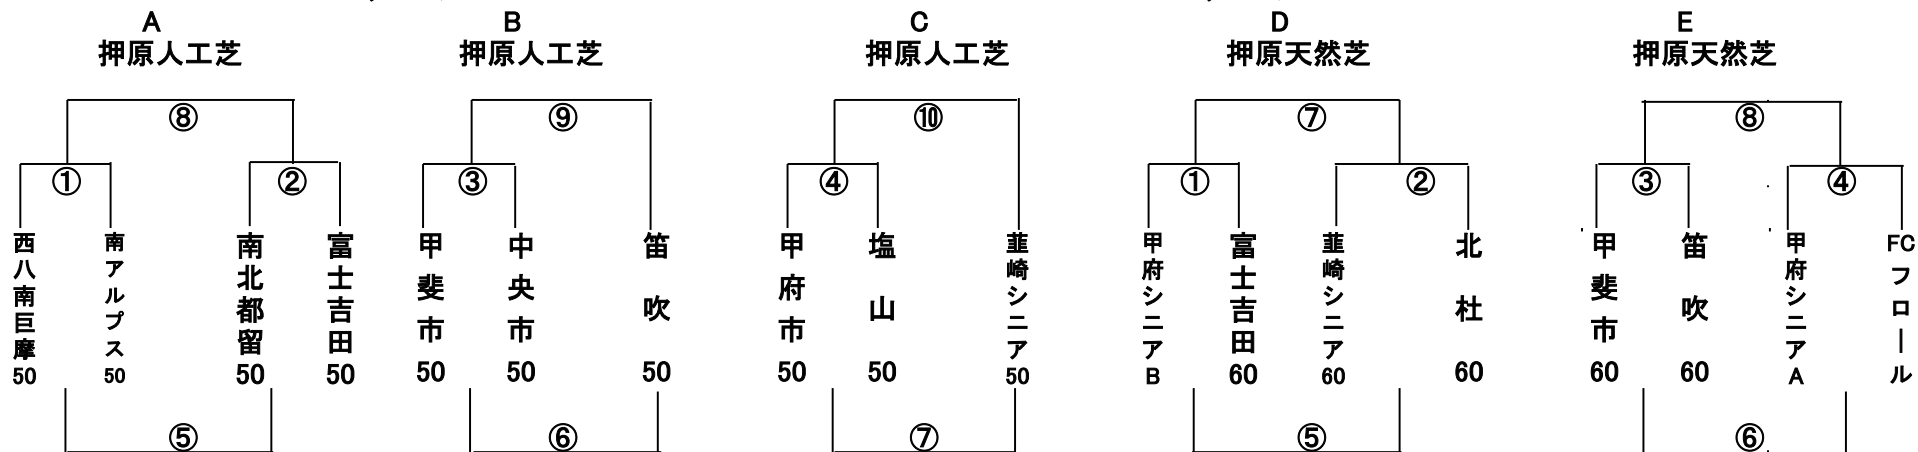 A
押原人工芝
B
押原人工芝
C
押原人工芝
D
押原天然芝
E
押原天然芝
⑧
⑨
⑩
⑦
⑧
①
②
③
④
①
②
③
④
西八南巨摩50
南アルプス50
南北都留50
富士吉田50
甲斐市50
中央市50
笛吹50
甲府市50
塩山50
韮崎シニア50
甲府シニアB
富士吉田60
韮崎シニア60
北杜60
甲斐市60
笛吹60
甲府シニアA
FCフロール
⑤
⑥
⑦
⑤
⑥